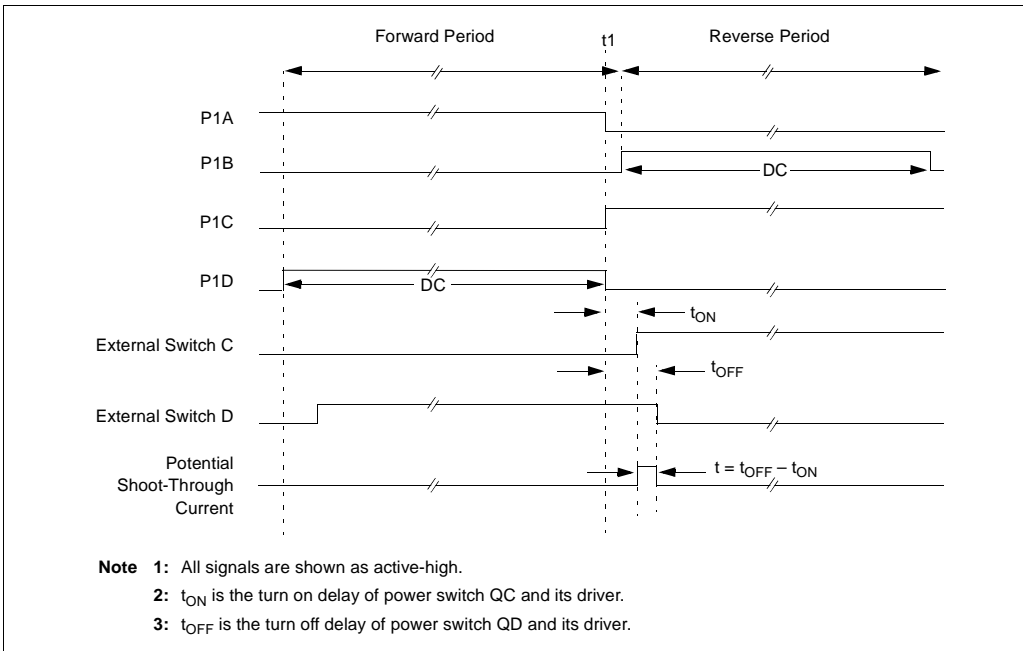 Forward Period t1 Reverse Period
P1A
P1B
DC
P1C
P1D
DC
tON
External Switch C
tOFF
External Switch D
Potential
Shoot-Through
Current
t = tOFF – tON
Note 1: All signals are shown as active-high.
2: tON is the turn on delay of power switch QC and its driver.
3: tOFF is the turn off delay of power switch QD and its driver.